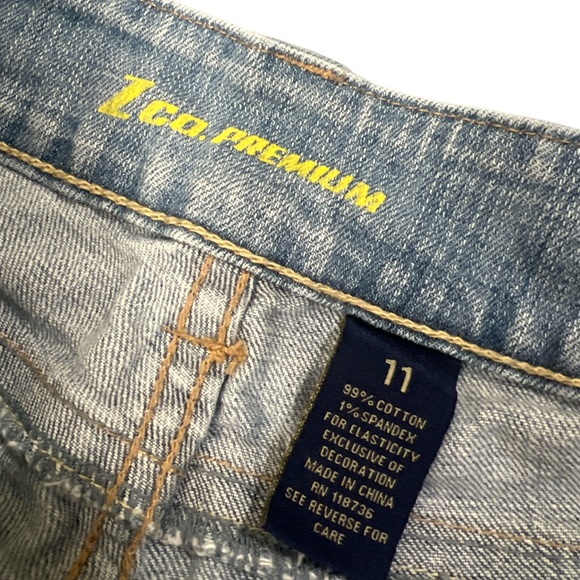 Z CO. PREMIUM
11
99% COTTON
1% SPANDEX
FOR ELASTICITY
EXCLUSIVE OF
DECORATION
MADE IN CHINA
RN 118736
SEE REVERSE FOR
CARE